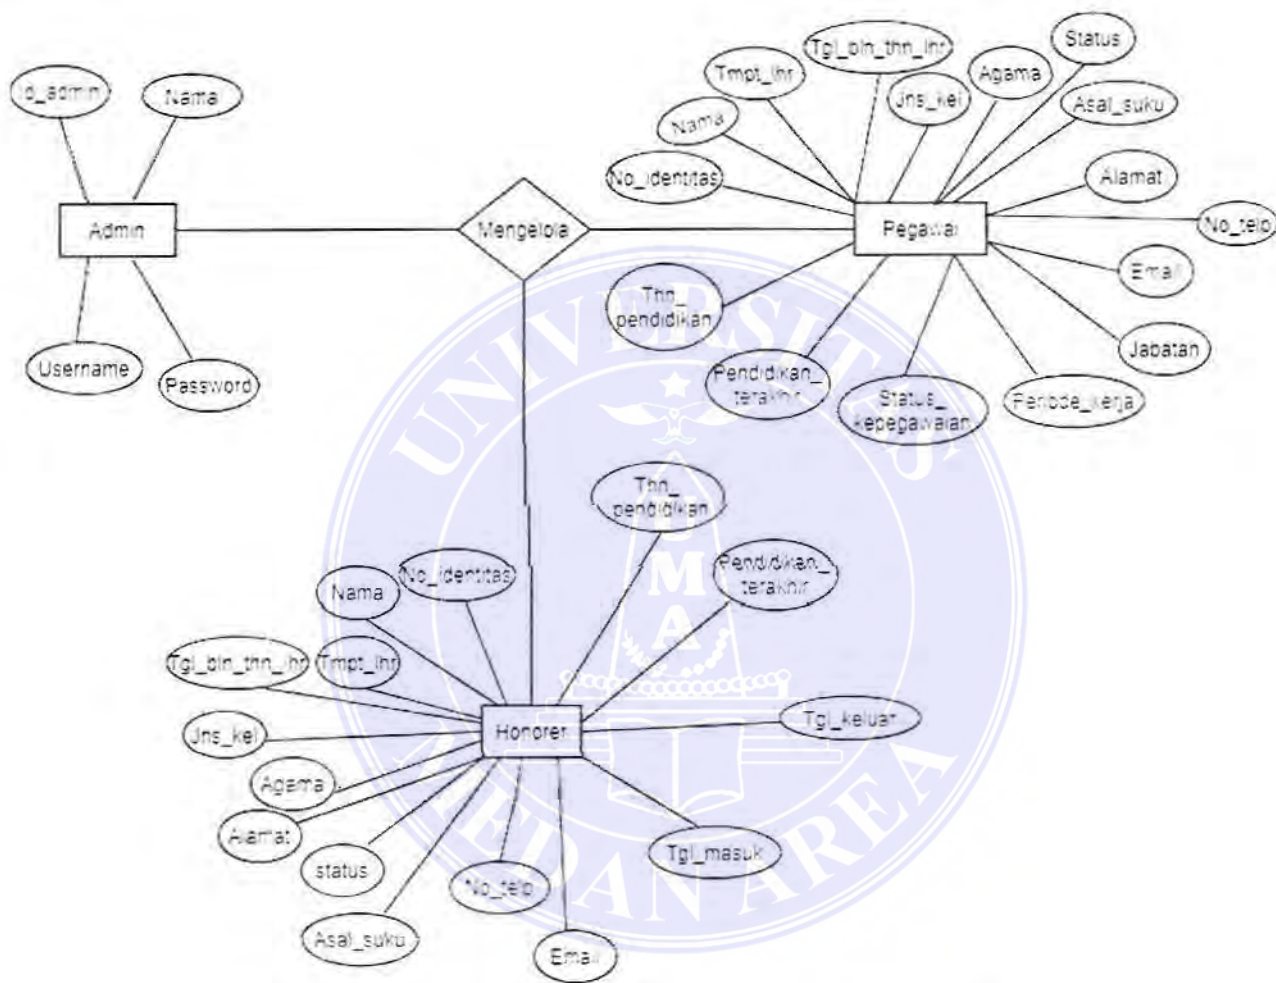 Id_admin
Nama
Admin
Username
Password
Mengelola
Tgl_bln_thn_lhr
Status
Tmpt_lhr
Jns_kel
Agama
Asal_suku
Nama
No_identitas
Alamat
No_telp
Pegawai
Email
Thn_
pendidikan
Jabatan
Pendidikan_
terakhir
Status_
kepegawaian
Periode_kerja
Thn_
pendidikan
Pendidikan_
terakhir
No_identitas
Nama
Tgl_bln_thn_lhr
Tmpt_lhr
Jns_kel
Honorer
Tgl_keluar
Agama
Alamat
status
Asal_suku
No_telp
Email
Tgl_masuk
UNIVERSITAS
MEDAN AREA
UMA